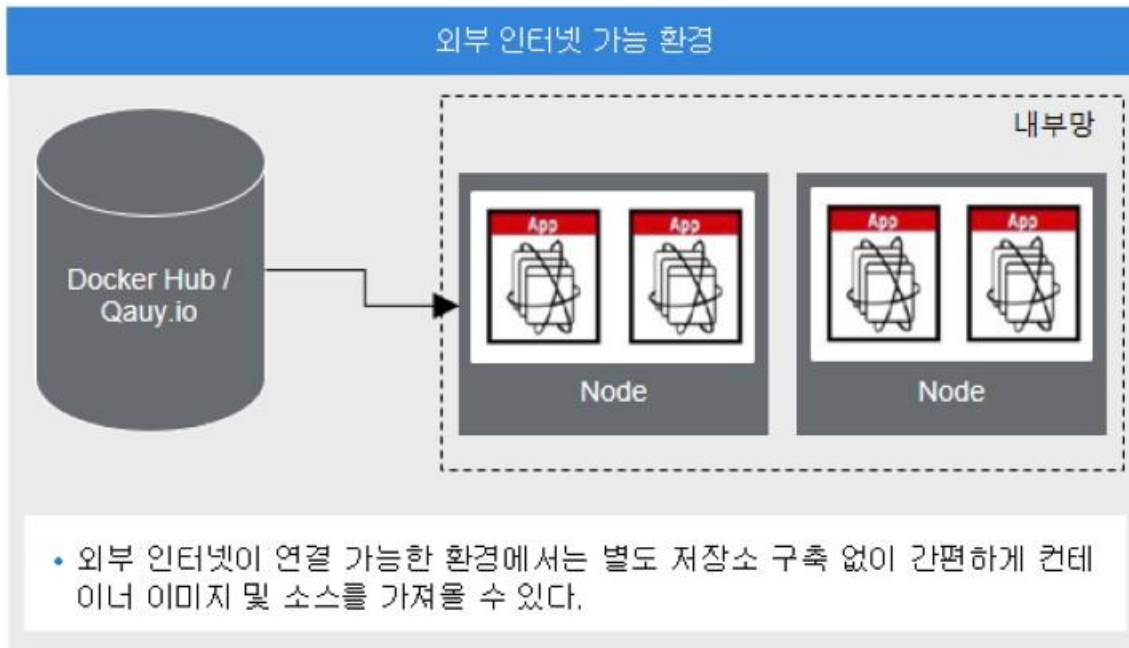 외부 인터넷 가능 환경
내부망
Docker Hub /
Qauy.io
App
App
App
App
Node
Node
• 외부 인터넷이 연결 가능한 환경에서는 별도 저장소 구축 없이 간편하게 컨테
이너 이미지 및 소스를 가져올 수 있다.